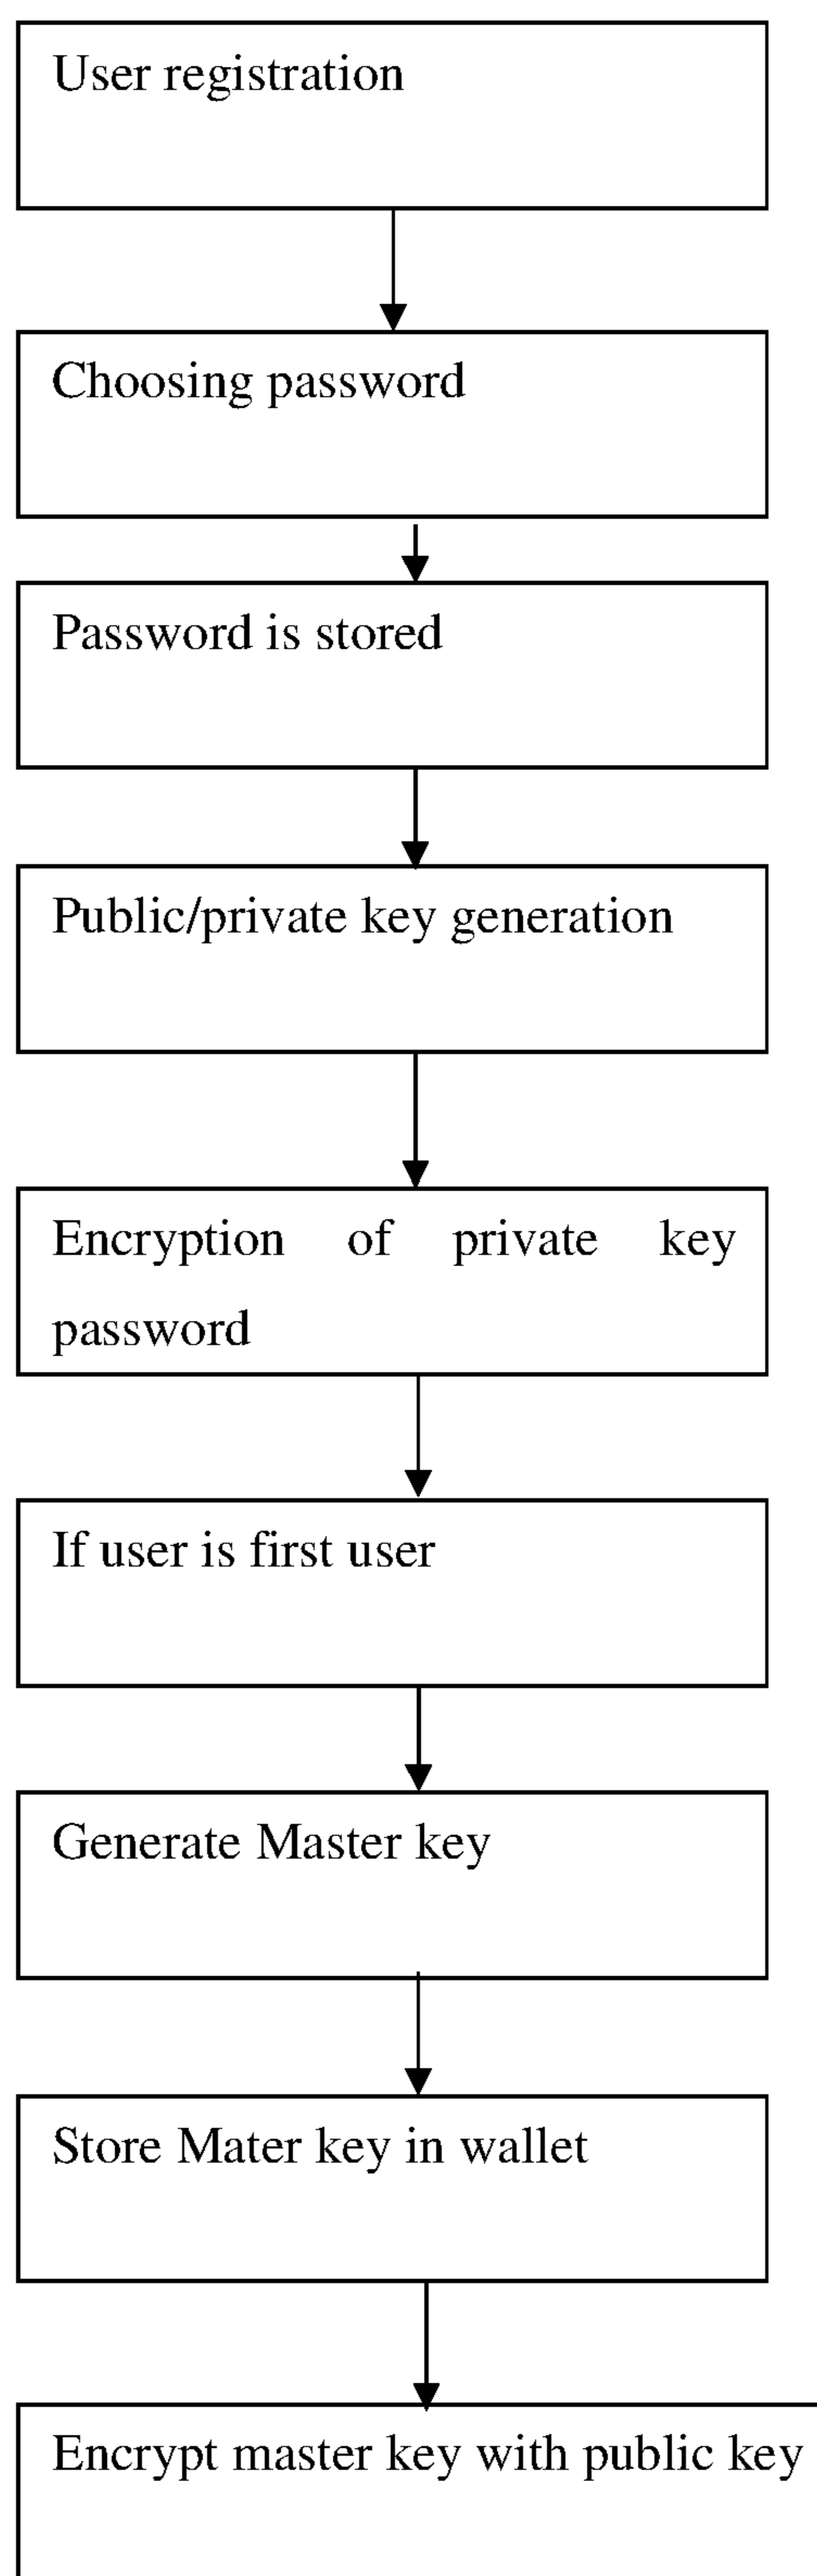 User registration
Choosing password
Password is stored
Public/private key generation
Encryption of private key
password
If user is first user
Generate Master key
Store Mater key in wallet
Encrypt master key with public key